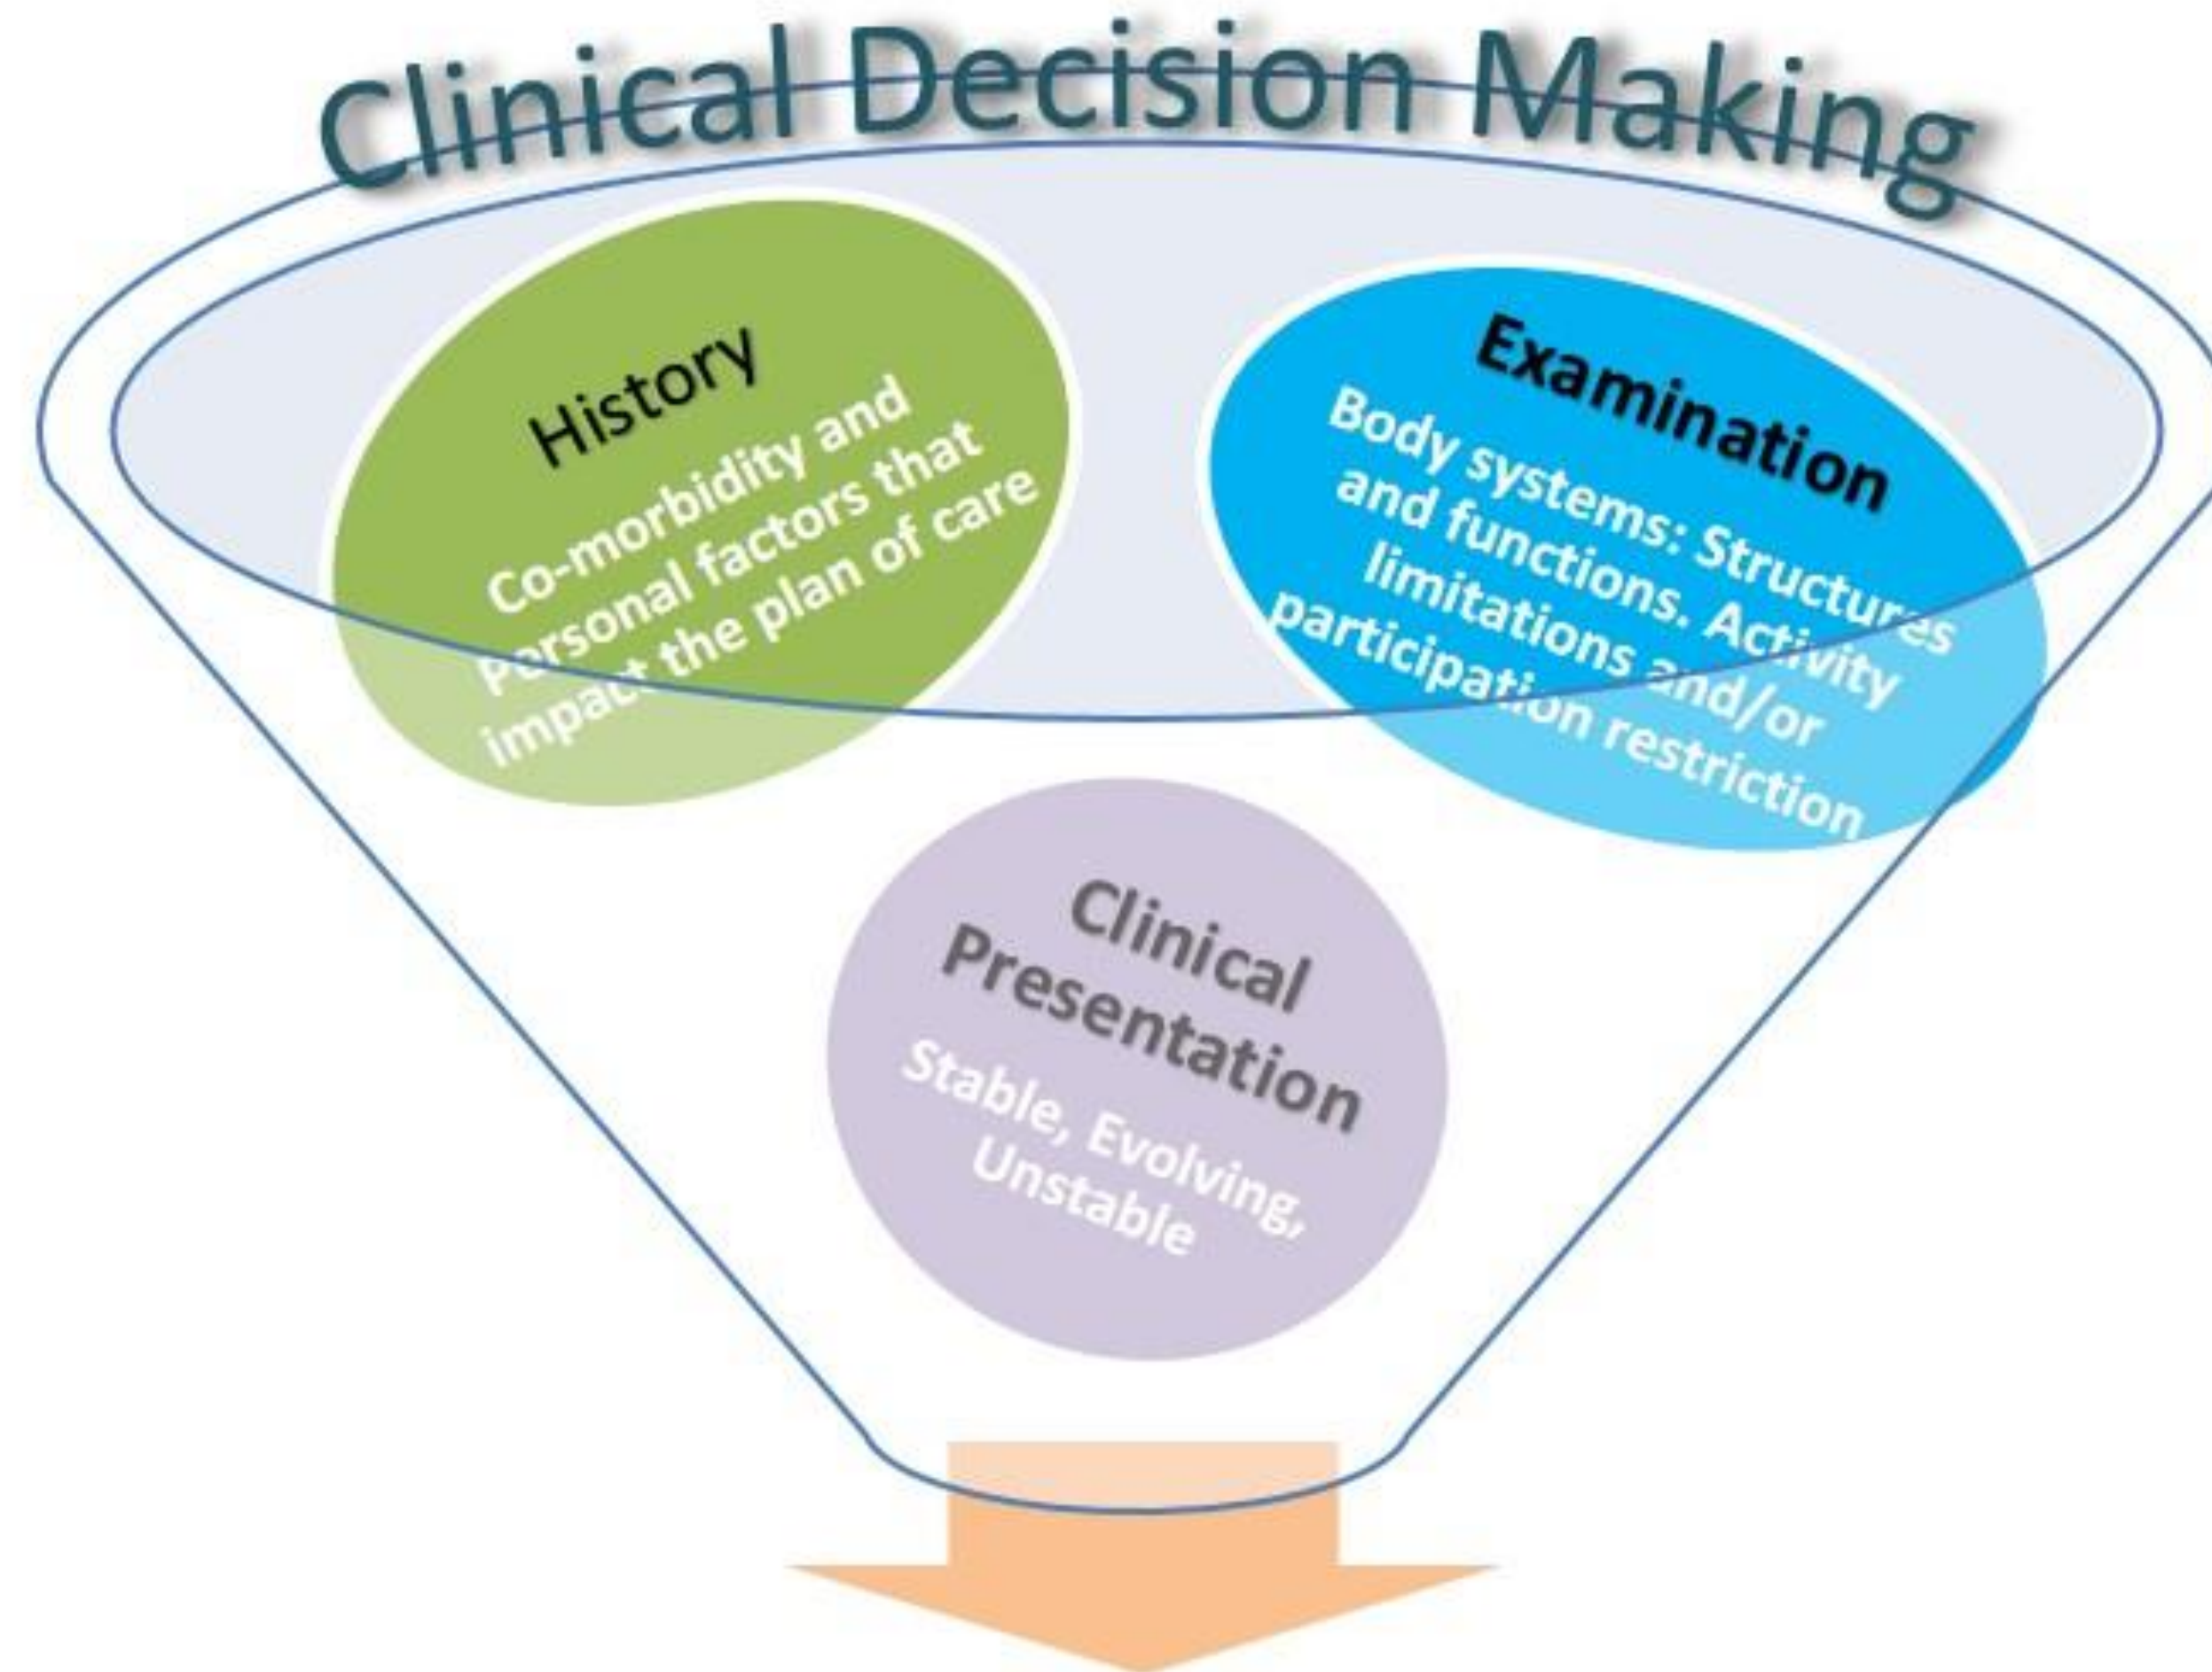 Clinical Decision Making
History
Co-morbidity and
personal factors that
impact the plan of care
Examination
Body systems: Structures
and functions. Activity
limitations and/or
participation restriction
Clinical
Presentation
Stable, Evolving,
Unstable